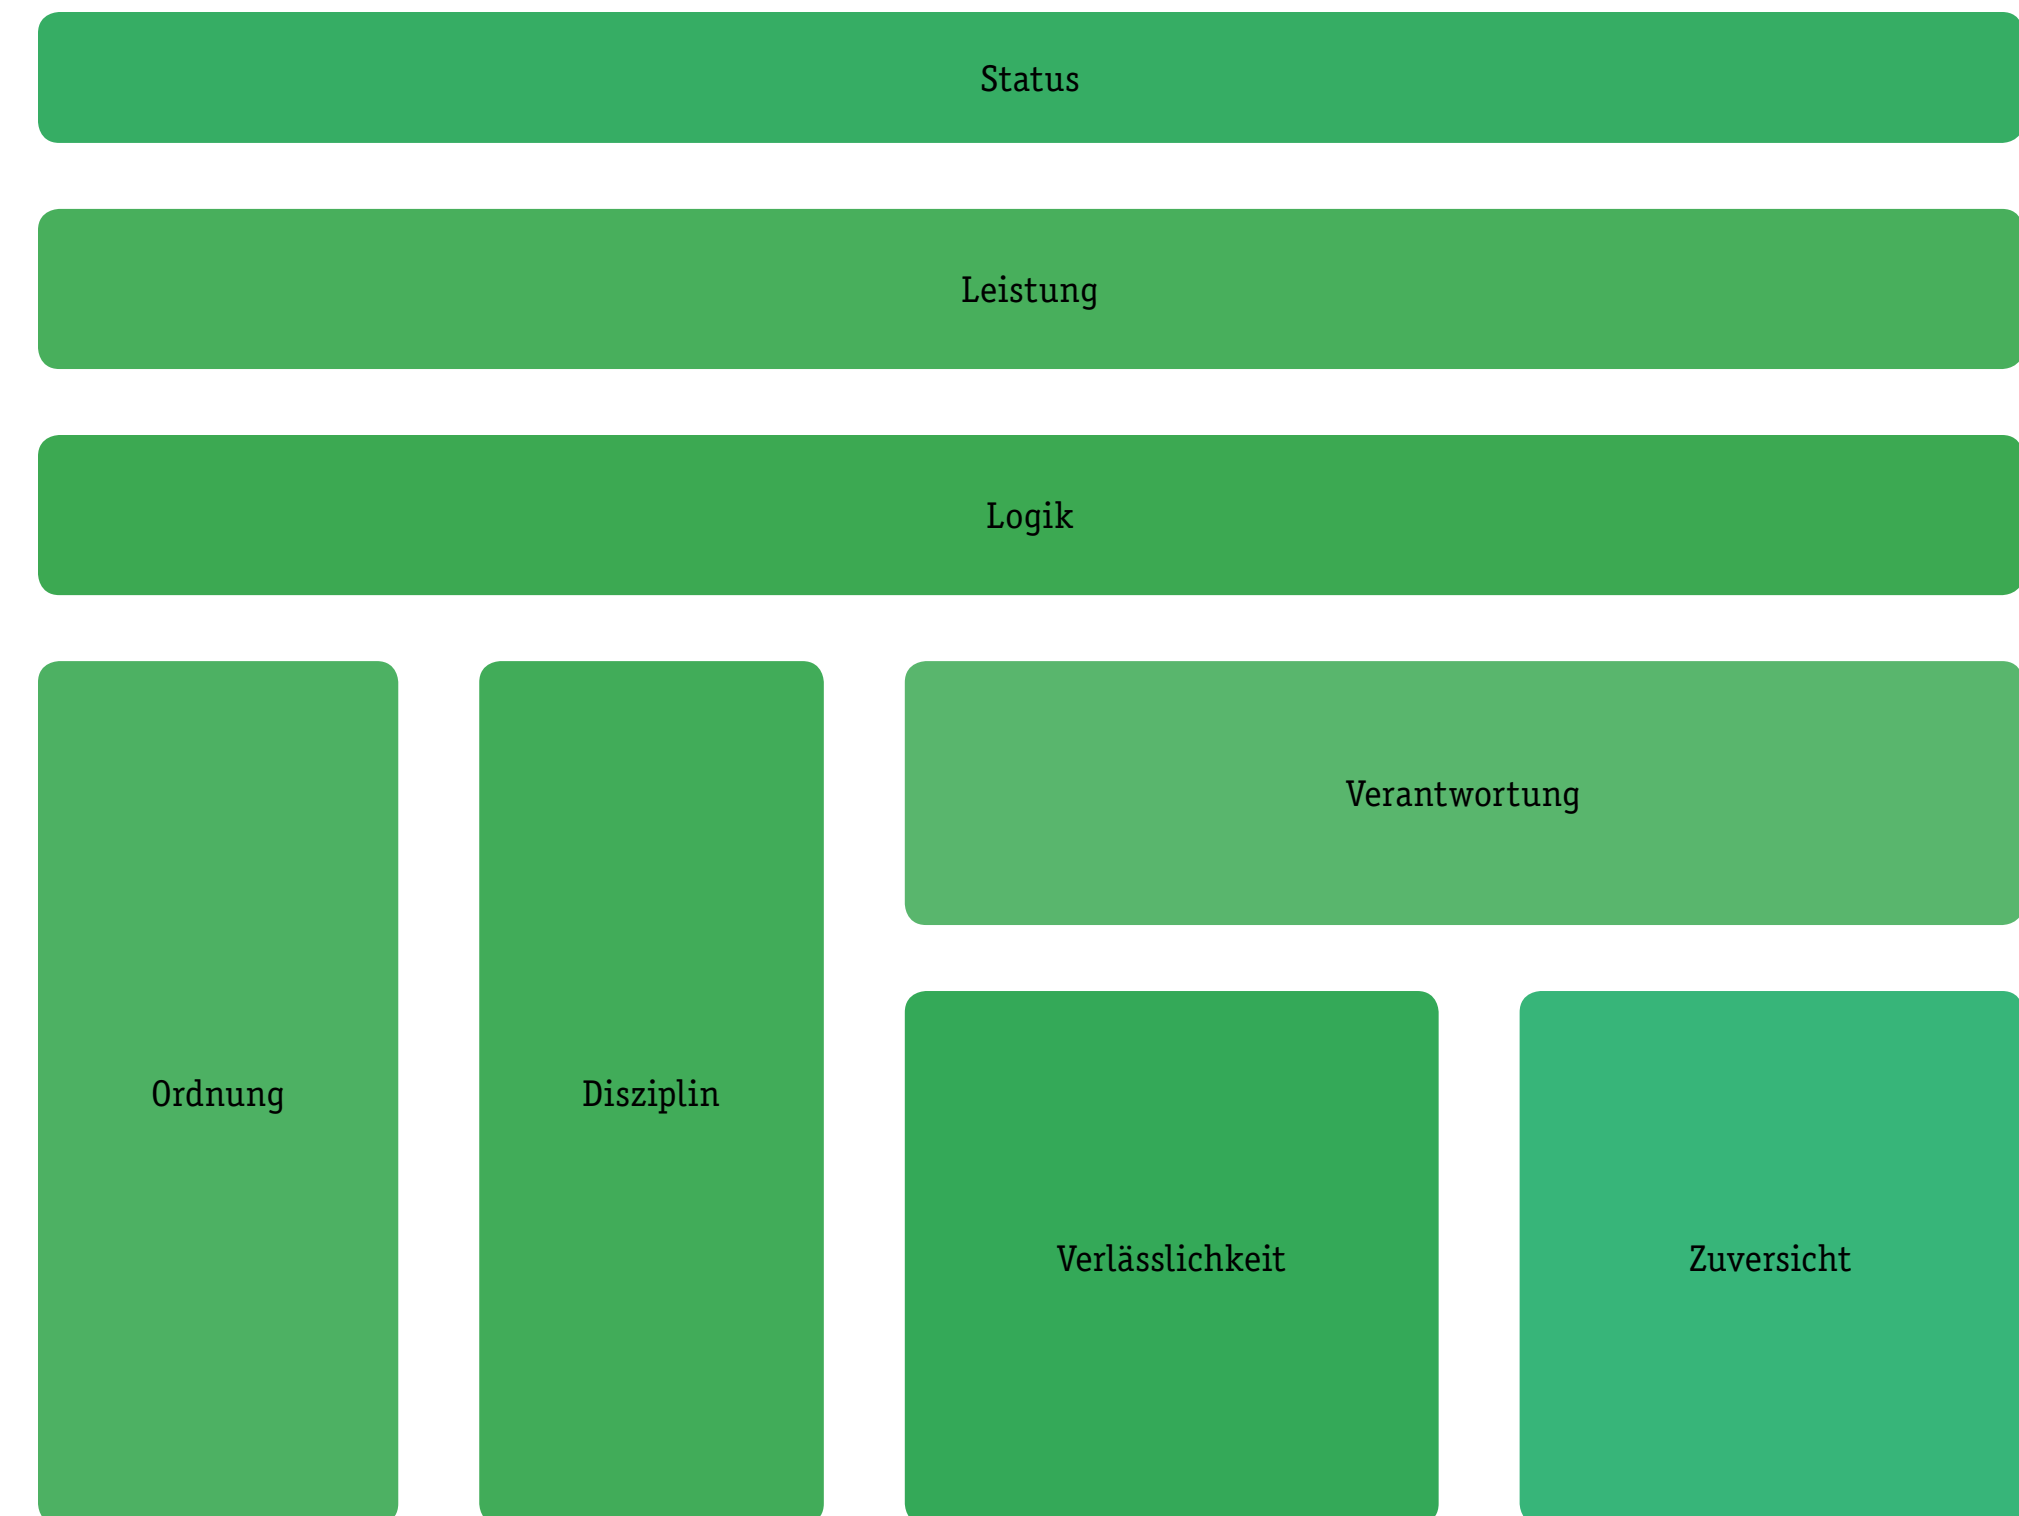 Status
Leistung
Logik
Ordnung
Disziplin
Verantwortung
Verlässlichkeit
Zuversicht